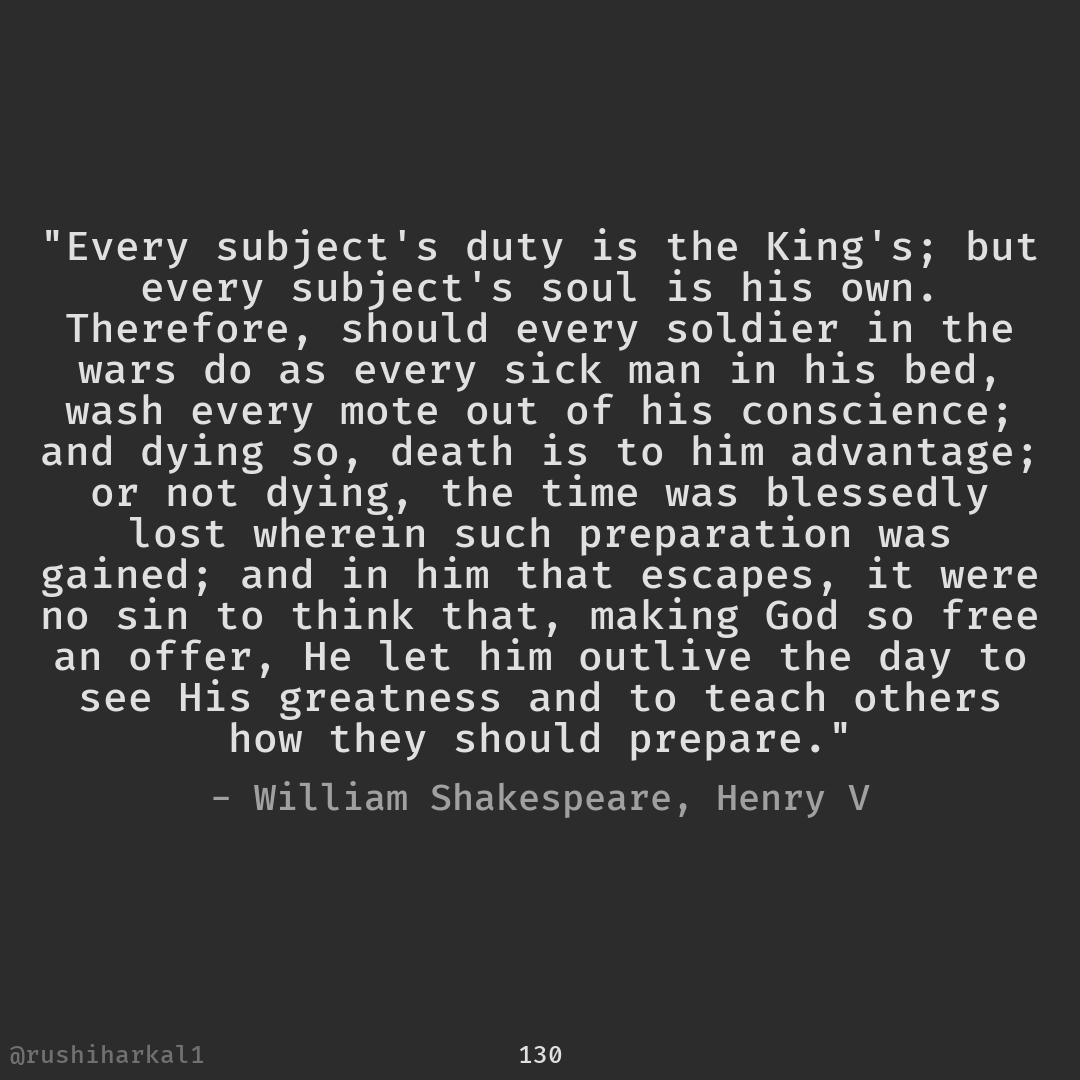 "Every subject's duty is the King's; but
every subject's soul is his own.
Therefore, should every soldier in the
wars do as every sick man in his bed,
wash every mote out of his conscience;
and dying so, death is to him advantage;
or not dying, the time was blessedly
lost wherein such preparation was
gained; and in him that escapes, it were
no sin to think that, making God so free
an offer, He let him outlive the day to
see His greatness and to teach others
how they should prepare."
– William Shakespeare, Henry V
@rushiharkal1
130